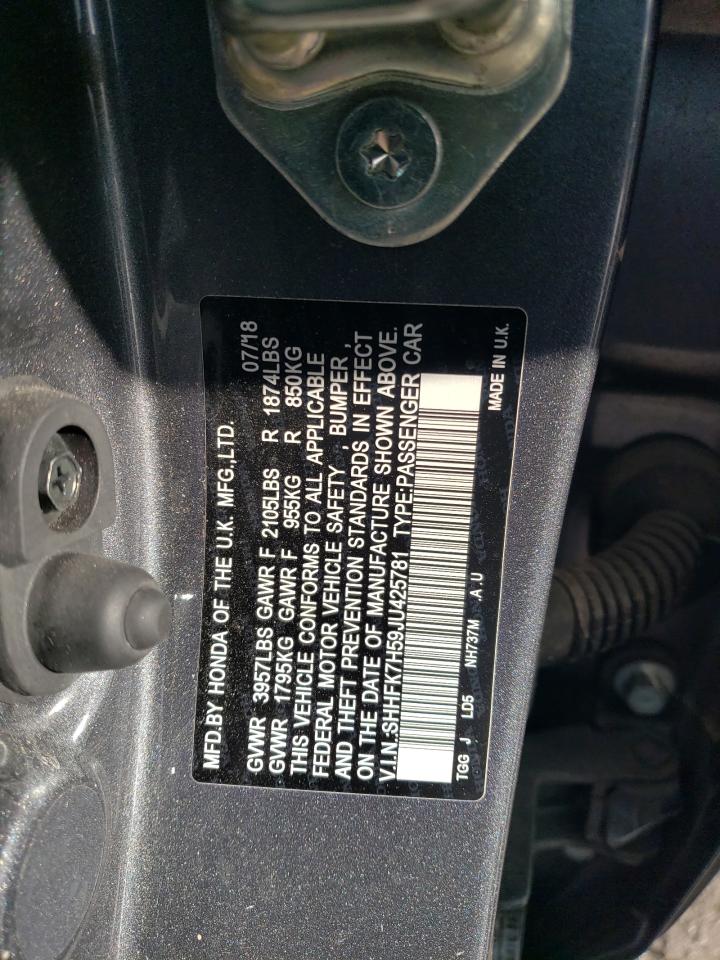 MFD.BY HONDA OF THE U.K. MFG.,LTD. 07/18
GVWR 3957LBS GAWR F 2105LBS R 1874LBS
GVWR 1795KG GAWR F 955KG R 850KG
THIS VEHICLE CONFORMS TO ALL APPLICABLE
FEDERAL MOTOR VEHICLE SAFETY , BUMPER ,
AND THEFT PREVENTION STANDARDS IN EFFECT
ON THE DATE OF MANUFACTURE SHOWN ABOVE.
V.I.N.:SHHFK7H59JU425781 TYPE:PASSENGER CAR
TGG J LD5 NH737M .A.U MADE IN U.K.